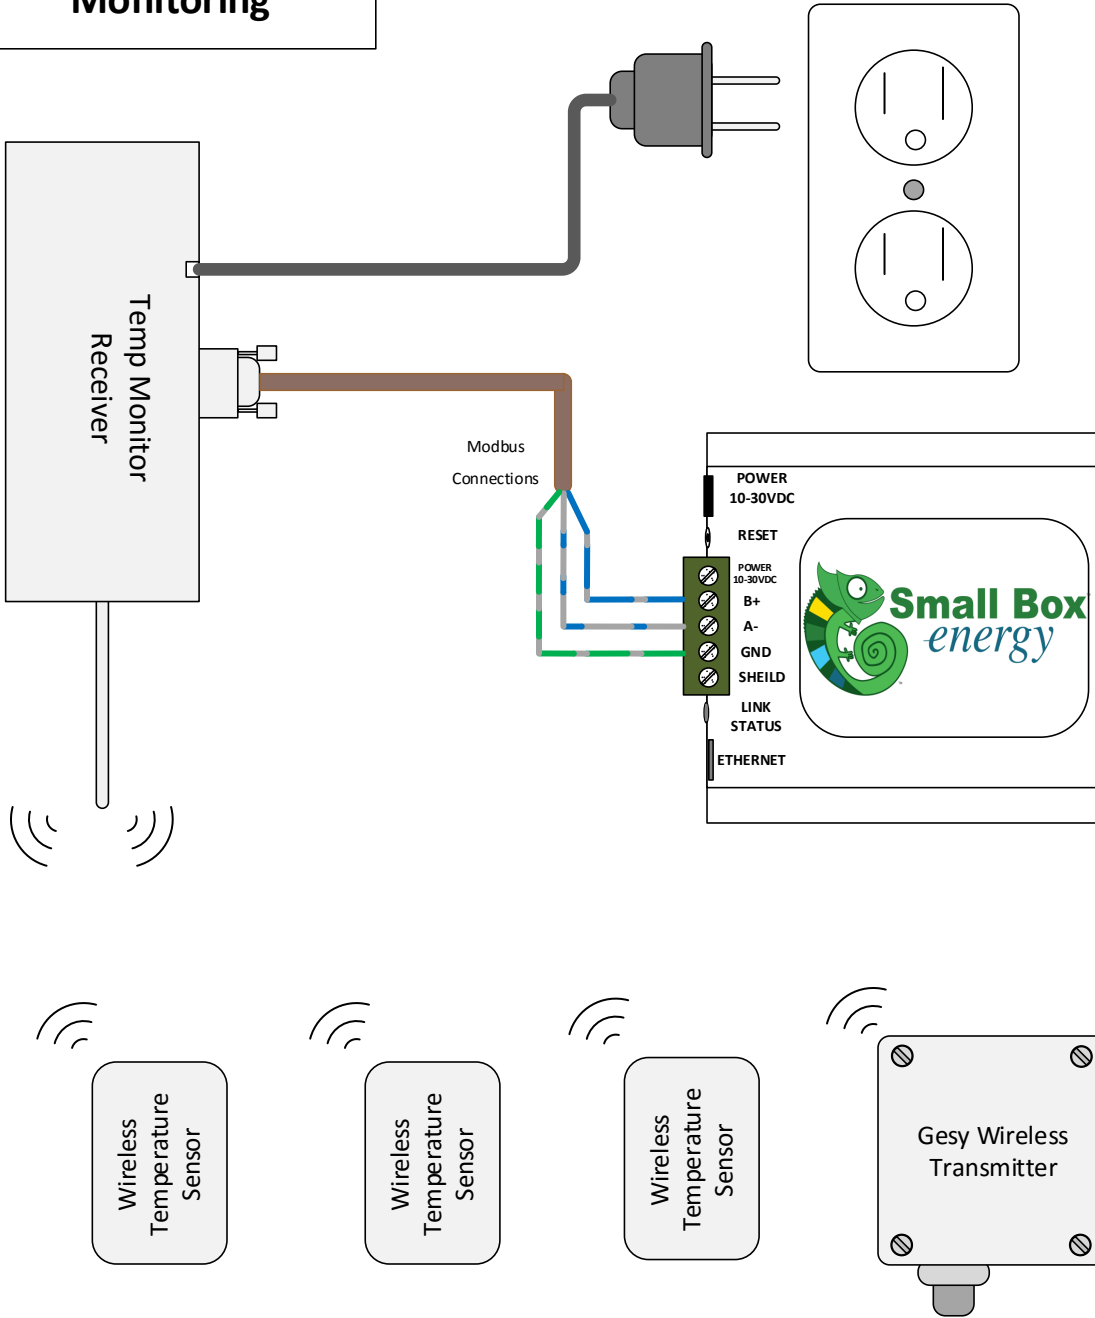 Monitoring
Temp Monitor
Receiver
Modbus
Connections
POWER
10-30VDC
RESET
POWER
10-30VDC
B+
A-
GND
SHEILD
LINK
STATUS
ETHERNET
Small Box
energy
Wireless
Temperature
Sensor
Wireless
Temperature
Sensor
Wireless
Temperature
Sensor
Gesy Wireless
Transmitter